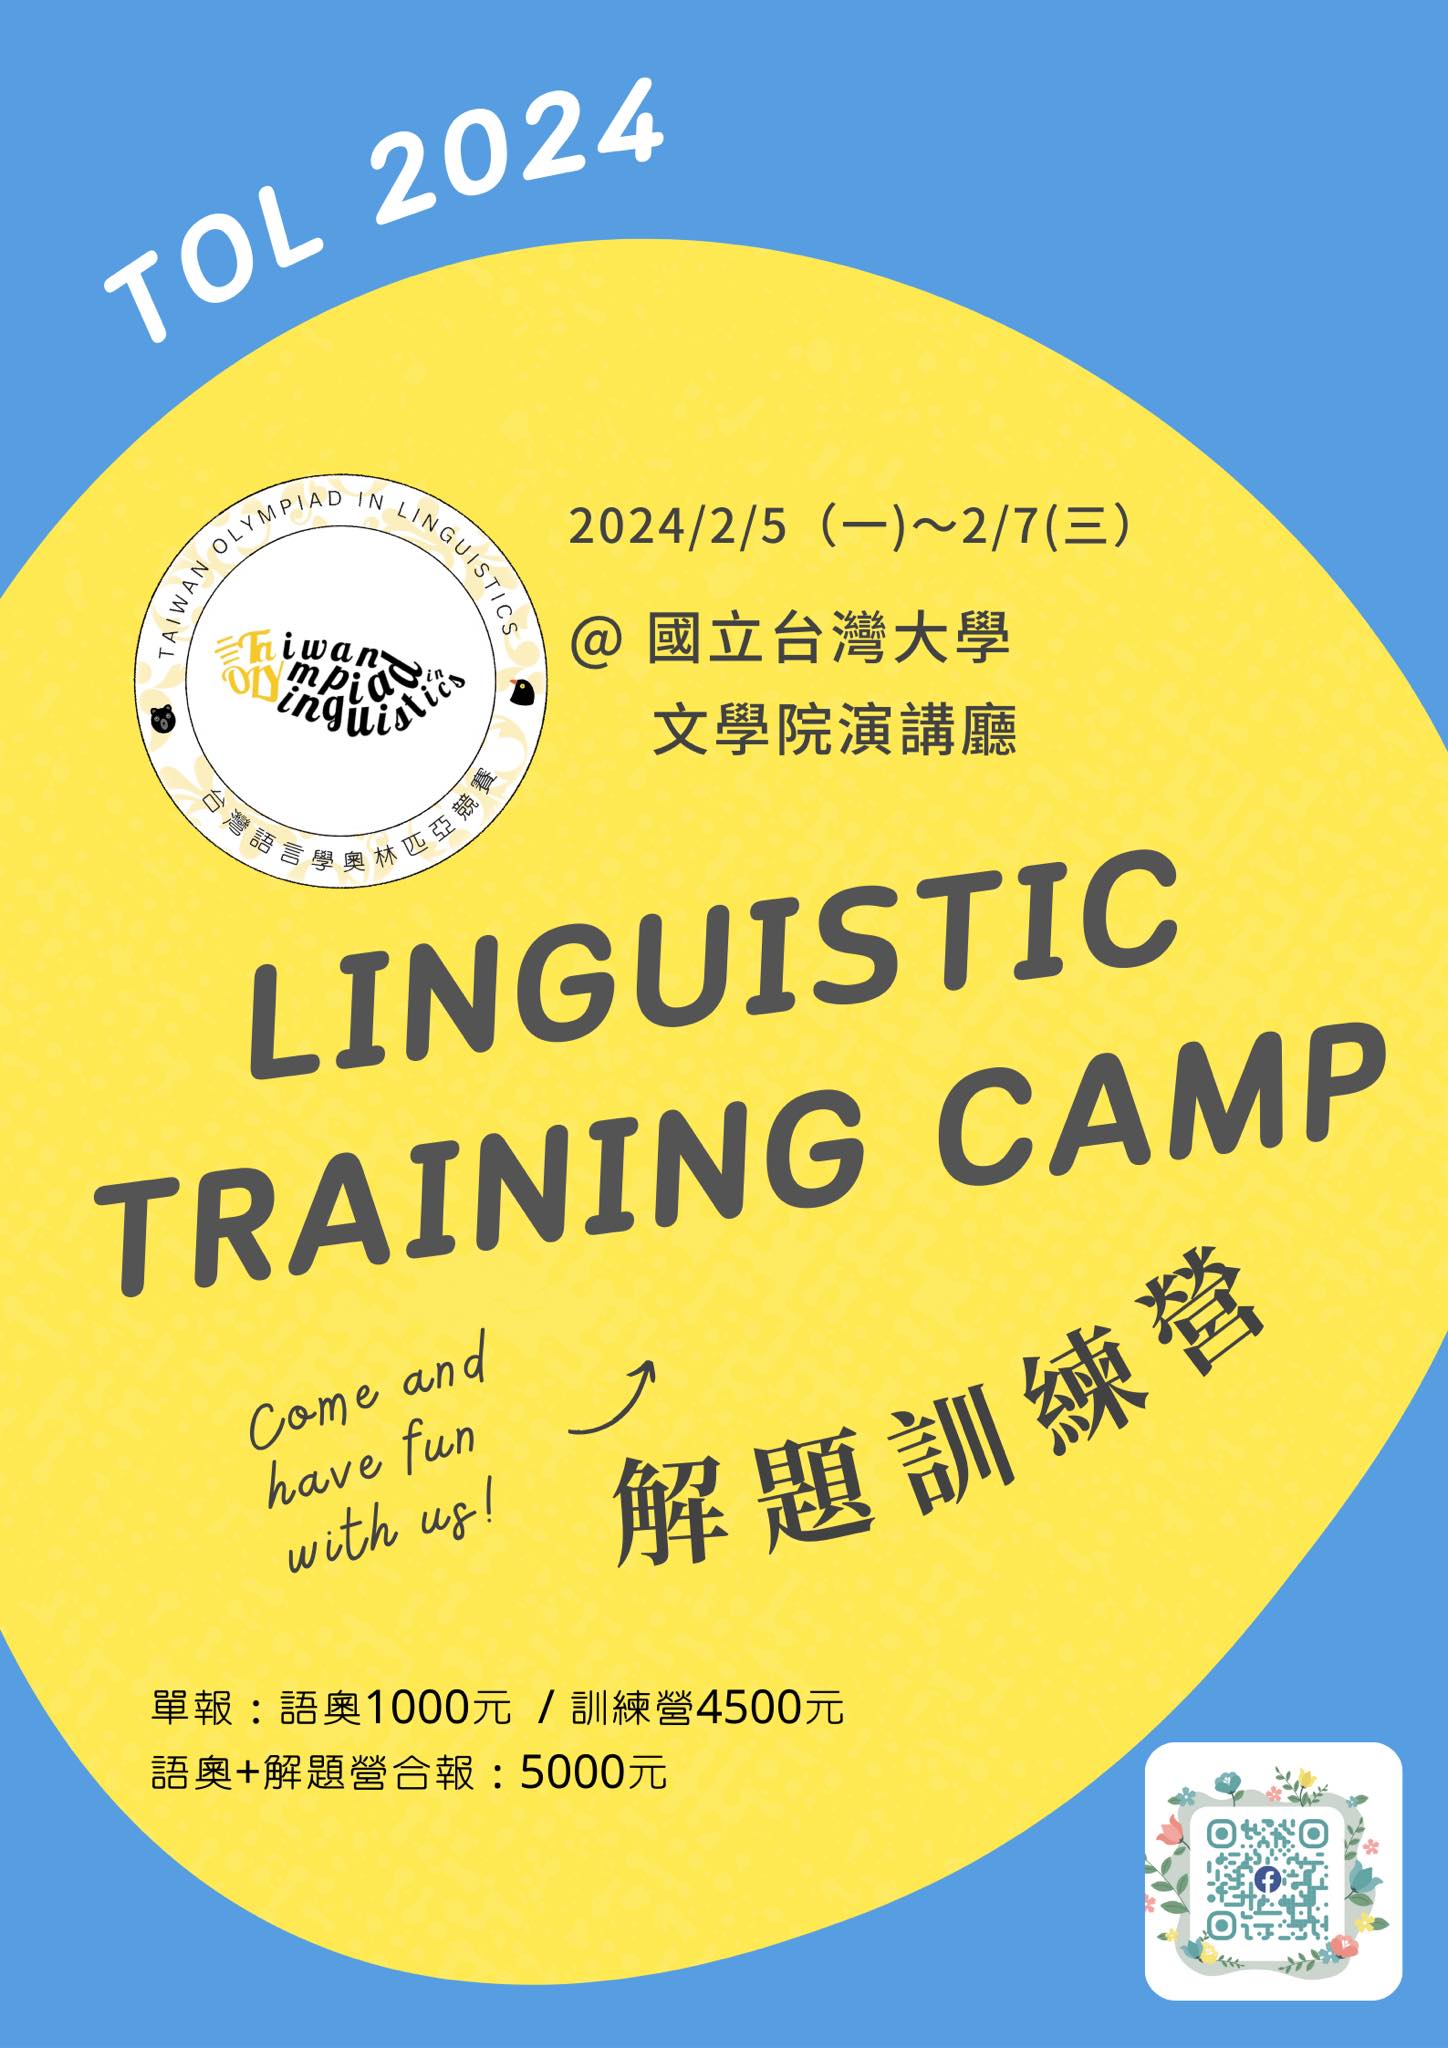 TOL 2024
TAIWAN OLYMPIAD IN LINGUISTICS
Taiwan
Olympiad in
Linguistics
台灣語言學奧林匹亞競賽
2024/2/5（一)～2/7(三）
@ 國立台灣大學
文學院演講廳
LINGUISTIC
TRAINING CAMP
Come and
have fun
with us!
解題訓練營
單報：語奧1000元 / 訓練營4500元
語奧+解題營合報：5000元